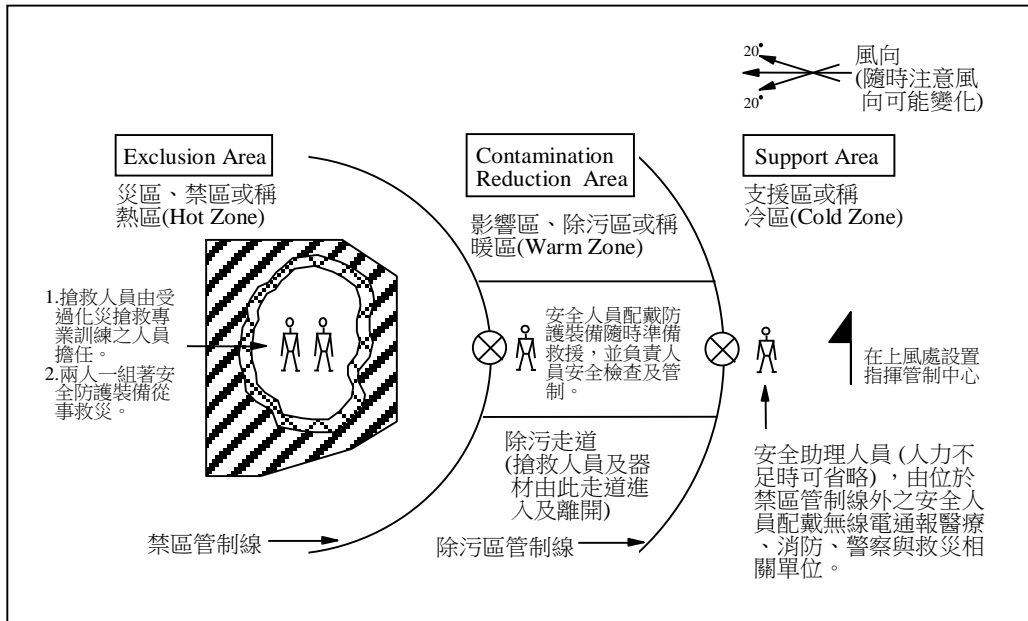 20°
20°
風向
(隨時注意風
向可能變化)
Exclusion Area
災區、禁區或稱
熱區(Hot Zone)
Contamination
Reduction Area
影響區、除污區或稱
暖區(Warm Zone)
Support Area
支援區或稱
冷區(Cold Zone)
1.搶救人員由受
過化災搶救專
業訓練之人員
擔任。
2.兩人一組著安
全防護裝備從
事救災。
安全人員配戴防
護裝備隨時準備
救援，並負責人
員安全檢查及管
制。
在上風處設置
指揮管制中心
除污走道
(搶救人員及器
材由此走道進
入及離開)
安全助理人員 (人力不
足時可省略) ，由位於
禁區管制線外之安全人
員配戴無線電通報醫療
、消防、警察與救災相
關單位。
禁區管制線
除污區管制線